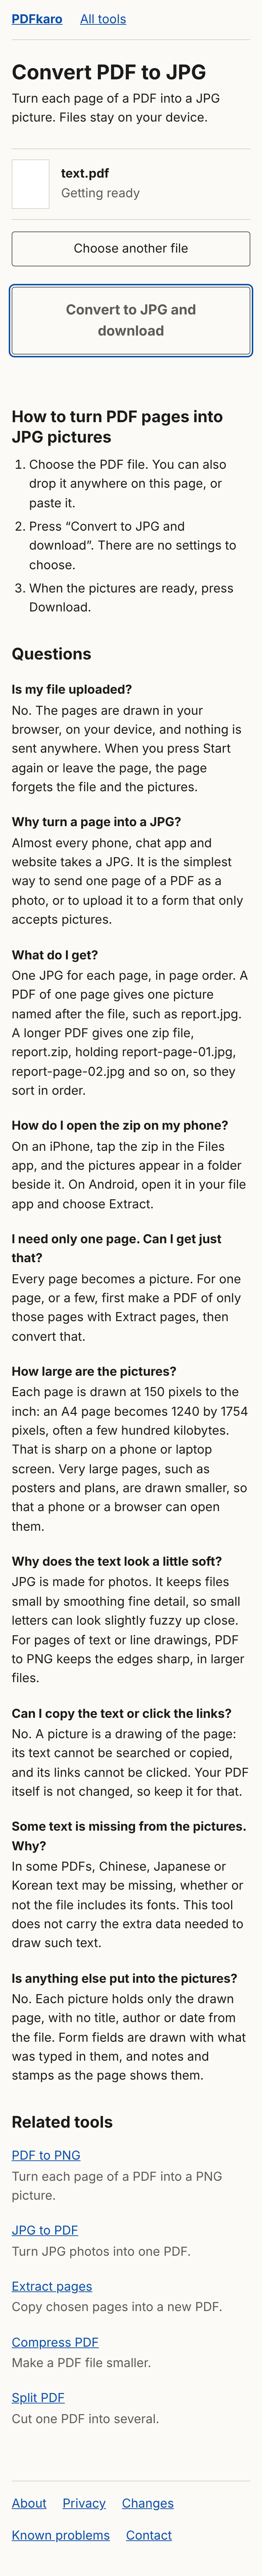 PDFkaro All tools
Convert PDF to JPG
Turn each page of a PDF into a JPG
picture. Files stay on your device.
text.pdf
Getting ready
Choose another file
Convert to JPG and
download
How to turn PDF pages into
JPG pictures
1. Choose the PDF file. You can also
drop it anywhere on this page, or
paste it.
2. Press “Convert to JPG and
download”. There are no settings to
choose.
3. When the pictures are ready, press
Download.
Questions
Is my file uploaded?
No. The pages are drawn in your
browser, on your device, and nothing is
sent anywhere. When you press Start
again or leave the page, the page
forgets the file and the pictures.
Why turn a page into a JPG?
Almost every phone, chat app and
website takes a JPG. It is the simplest
way to send one page of a PDF as a
photo, or to upload it to a form that only
accepts pictures.
What do I get?
One JPG for each page, in page order. A
PDF of one page gives one picture
named after the file, such as report.jpg.
A longer PDF gives one zip file,
report.zip, holding report-page-01.jpg,
report-page-02.jpg and so on, so they
sort in order.
How do I open the zip on my phone?
On an iPhone, tap the zip in the Files
app, and the pictures appear in a folder
beside it. On Android, open it in your file
app and choose Extract.
I need only one page. Can I get just
that?
Every page becomes a picture. For one
page, or a few, first make a PDF of only
those pages with Extract pages, then
convert that.
How large are the pictures?
Each page is drawn at 150 pixels to the
inch: an A4 page becomes 1240 by 1754
pixels, often a few hundred kilobytes.
That is sharp on a phone or laptop
screen. Very large pages, such as
posters and plans, are drawn smaller, so
that a phone or a browser can open
them.
Why does the text look a little soft?
JPG is made for photos. It keeps files
small by smoothing fine detail, so small
letters can look slightly fuzzy up close.
For pages of text or line drawings, PDF
to PNG keeps the edges sharp, in larger
files.
Can I copy the text or click the links?
No. A picture is a drawing of the page:
its text cannot be searched or copied,
and its links cannot be clicked. Your PDF
itself is not changed, so keep it for that.
Some text is missing from the pictures.
Why?
In some PDFs, Chinese, Japanese or
Korean text may be missing, whether or
not the file includes its fonts. This tool
does not carry the extra data needed to
draw such text.
Is anything else put into the pictures?
No. Each picture holds only the drawn
page, with no title, author or date from
the file. Form fields are drawn with what
was typed in them, and notes and
stamps as the page shows them.
Related tools
PDF to PNG
Turn each page of a PDF into a PNG
picture.
JPG to PDF
Turn JPG photos into one PDF.
Extract pages
Copy chosen pages into a new PDF.
Compress PDF
Make a PDF file smaller.
Split PDF
Cut one PDF into several.
About Privacy Changes
Known problems Contact